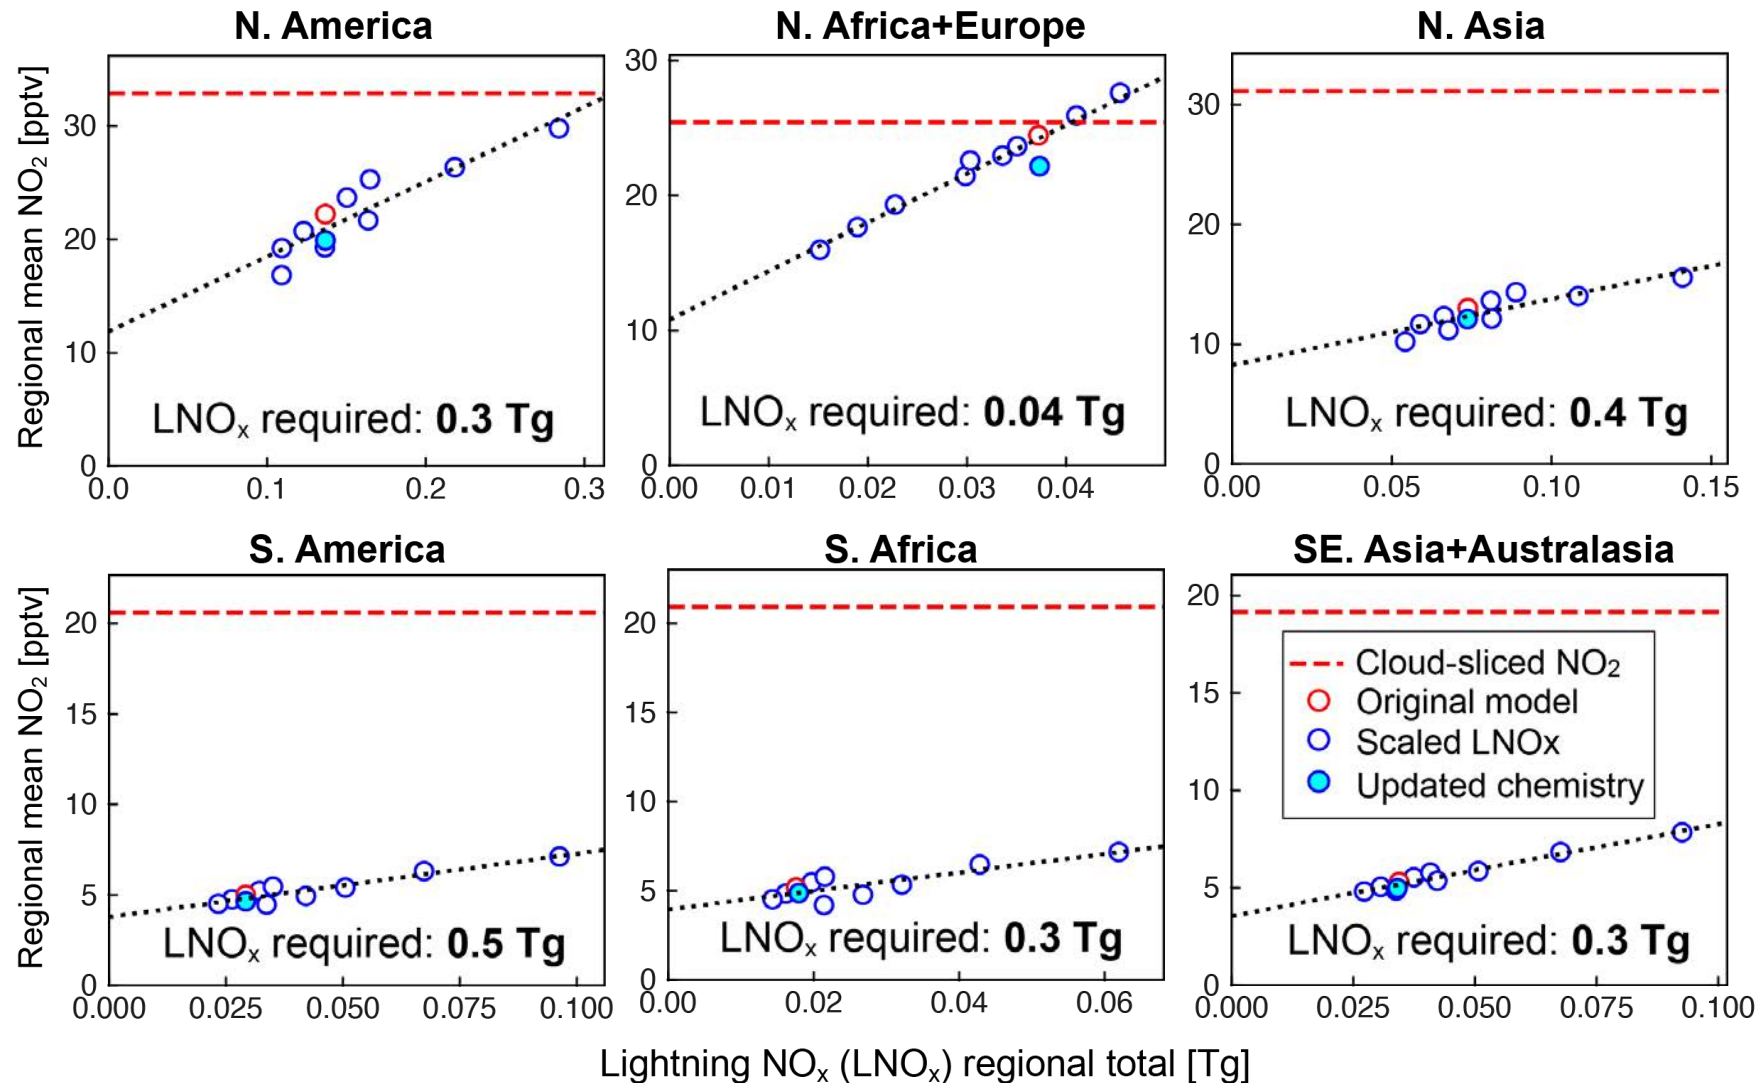 N. America
N. Africa+Europe
N. Asia
Regional mean NO₂ [pptv]
30
20
10
0
LNOₓ required: 0.3 Tg
0.0 0.1 0.2 0.3
30
20
10
0
LNOₓ required: 0.04 Tg
0.00 0.01 0.02 0.03 0.04
30
20
10
0
LNOₓ required: 0.4 Tg
0.00 0.05 0.10 0.15
S. America
S. Africa
SE. Asia+Australasia
Regional mean NO₂ [pptv]
20
15
10
5
0
LNOₓ required: 0.5 Tg
0.000 0.025 0.050 0.075 0.100
20
15
10
5
0
LNOₓ required: 0.3 Tg
0.00 0.02 0.04 0.06
20
15
10
5
0
Cloud-sliced NO₂
Original model
Scaled LNOx
Updated chemistry
LNOₓ required: 0.3 Tg
0.000 0.025 0.050 0.075 0.100
Lightning NOₓ (LNOₓ) regional total [Tg]